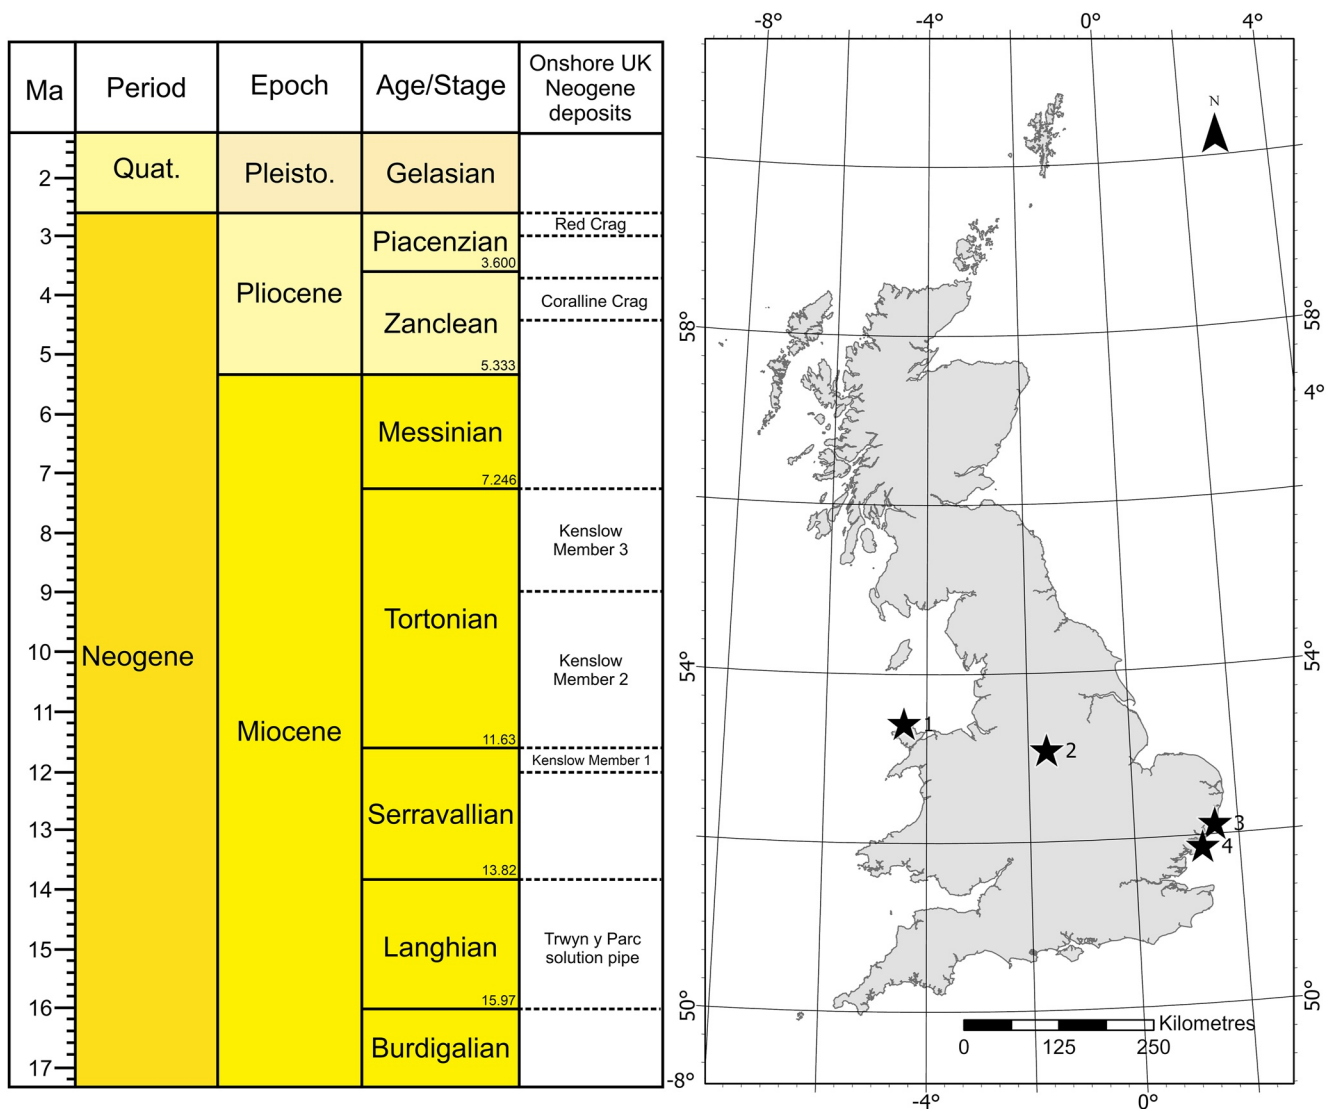 Ma
Period
Epoch
Age/Stage
Onshore UK
Neogene
deposits
Quat.
Pleisto.
Gelasian
2
3
4
5
6
7
8
9
10
11
12
13
14
15
16
17
Neogene
Pliocene
Miocene
Piacenzian
3.600
Zanclean
5.333
Messinian
7.246
Tortonian
11.63
Serravallian
13.82
Langhian
15.97
Burdigalian
Red Crag
Coralline Crag
Kenslow
Member 3
Kenslow
Member 2
Kenslow Member 1
Trwyn y Parc
solution pipe
-8°
-4°
0°
4°
N
58°
58°
4°
54°
54°
1
2
3
4
50°
50°
Kilometres
0
125
250
-8°
-4°
0°